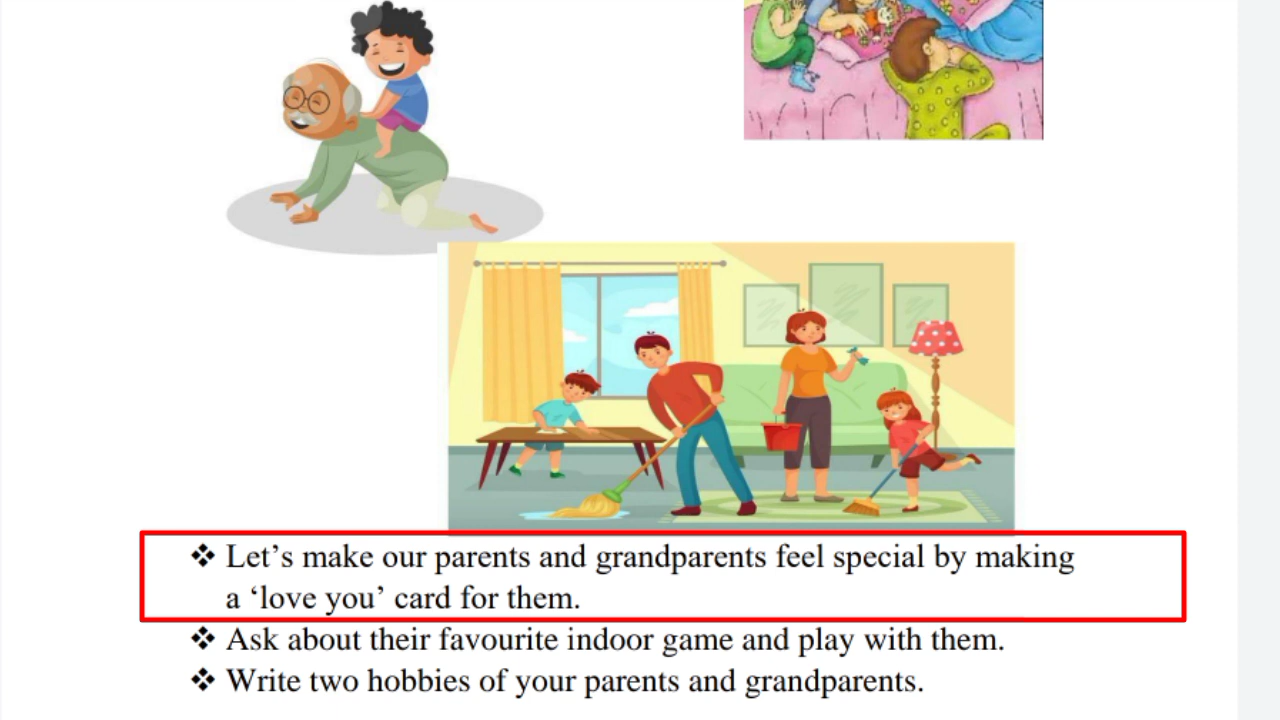 ❖ Let’s make our parents and grandparents feel special by making
a ‘love you’ card for them.
❖ Ask about their favourite indoor game and play with them.
❖ Write two hobbies of your parents and grandparents.